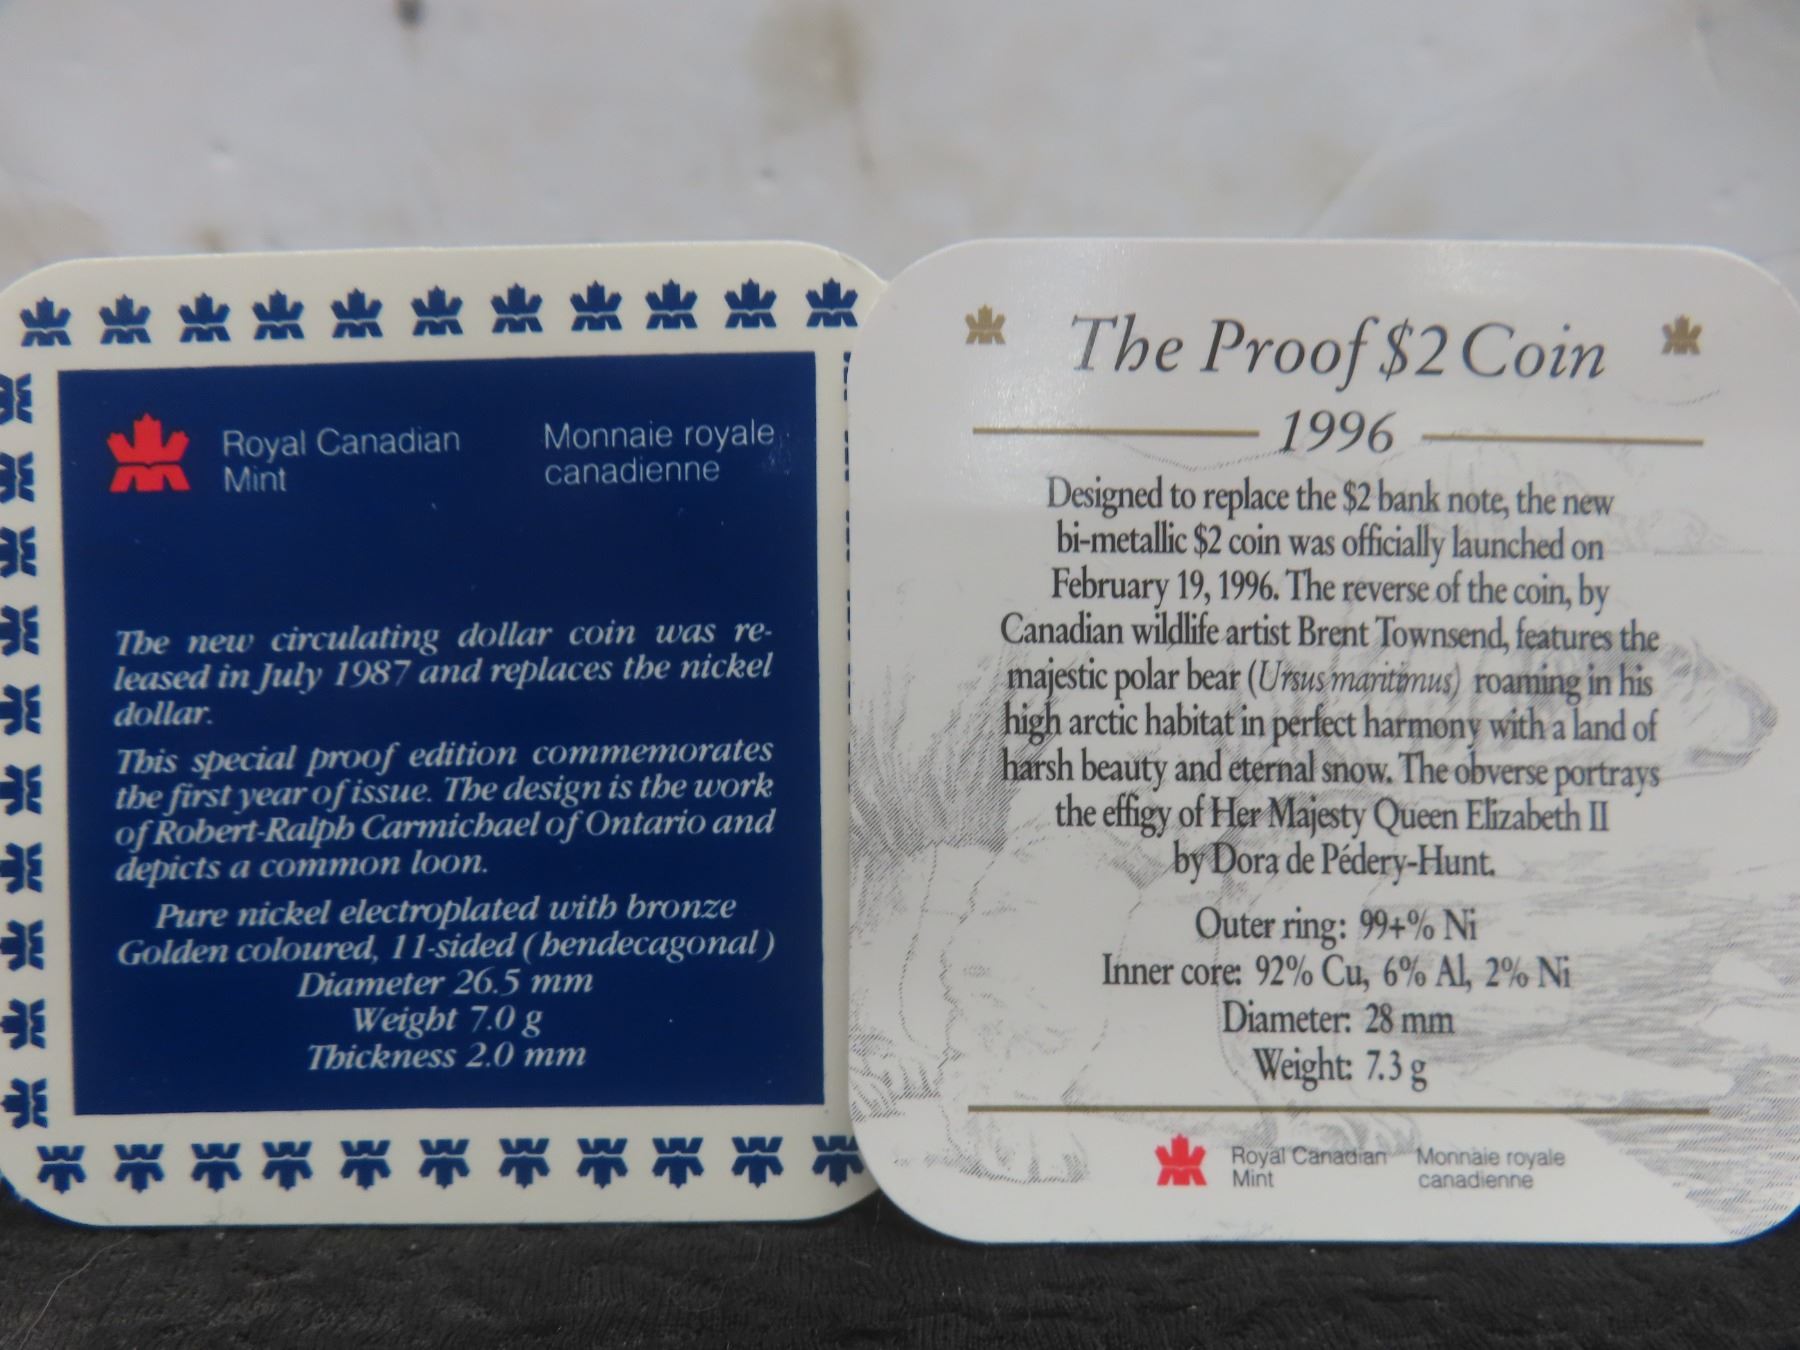 Royal Canadian
Mint
Monnaie royale
canadienne
The new circulating dollar coin was re-
leased in July 1987 and replaces the nickel
dollar.
This special proof edition commemorates
the first year of issue. The design is the work
of Robert-Ralph Carmichael of Ontario and
depicts a common loon.
Pure nickel electroplated with bronze
Golden coloured, 11-sided (hendecagonal)
Diameter 26.5 mm
Weight 7.0 g
Thickness 2.0 mm
The Proof $2 Coin
1996
Designed to replace the $2 bank note, the new
bi-metallic $2 coin was officially launched on
February 19, 1996. The reverse of the coin, by
Canadian wildlife artist Brent Townsend, features the
majestic polar bear (Ursus maritimus) roaming in his
high arctic habitat in perfect harmony with a land of
harsh beauty and eternal snow. The obverse portrays
the effigy of Her Majesty Queen Elizabeth II
by Dora de Pédery-Hunt.
Outer ring: 99+% Ni
Inner core: 92% Cu, 6% Al, 2% Ni
Diameter: 28 mm
Weight: 7.3 g
Royal Canadian
Mint
Monnaie royale
canadienne